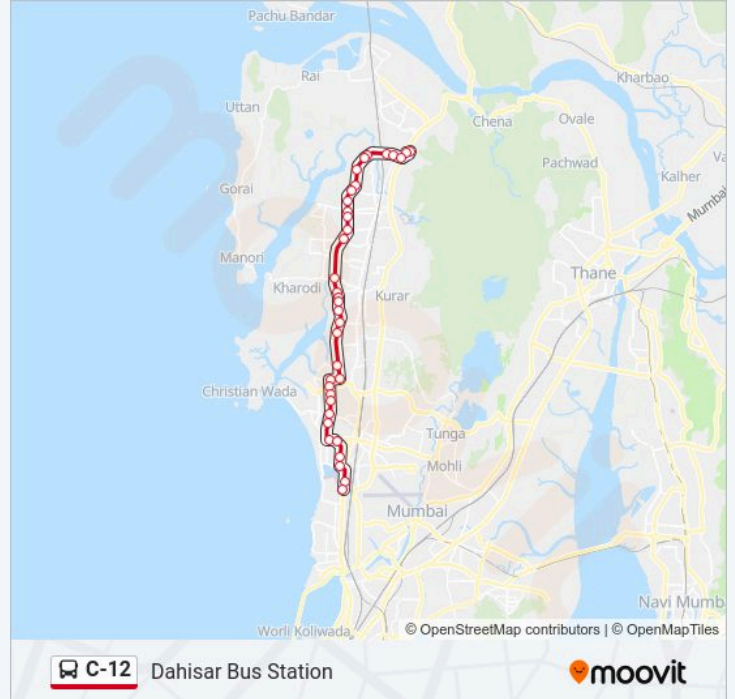 Pachu Bandar
Rai
Kharbao
Uttan
Chena
Ovale
Pachwad
Kalher
Gorai
Mumbai
Manori
Thane
Kharodi
Kurar
Christian Wada
Tunga
Mohli
Mumbai
Navi Mumb
Worli Koliwada
© OpenStreetMap contributors | © OpenMapTiles
C-12 Dahisar Bus Station
moovit